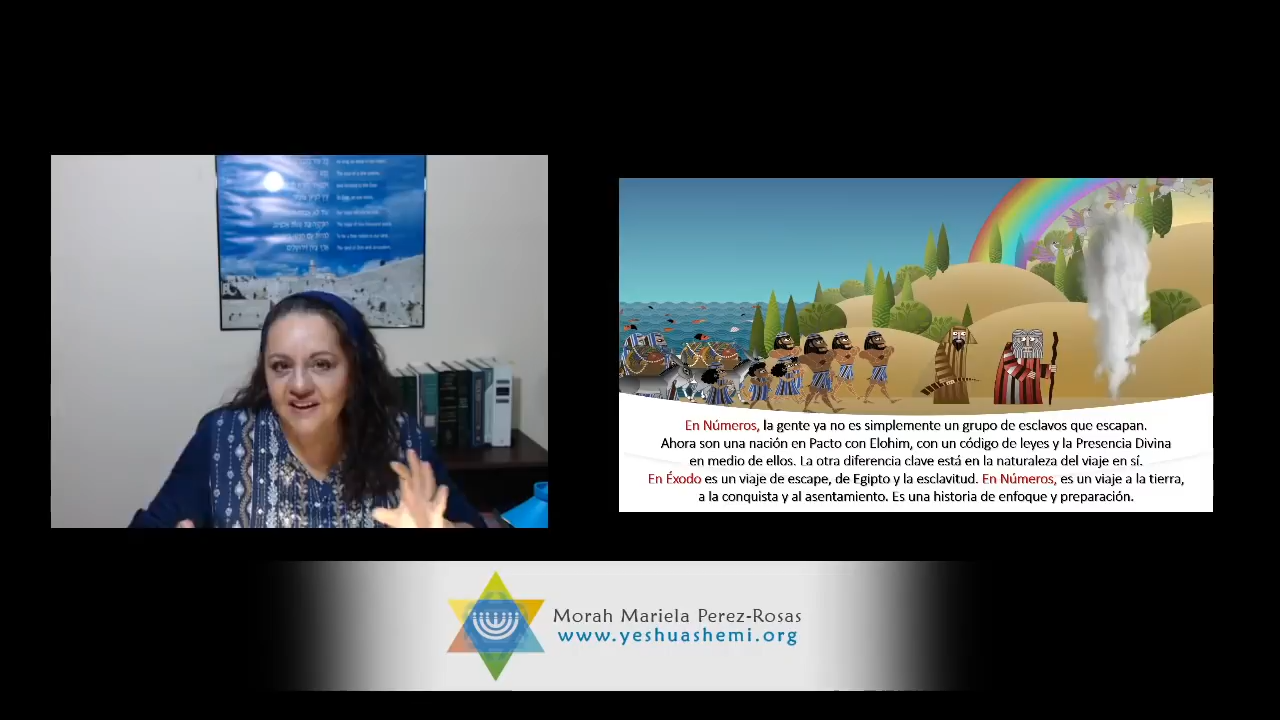 En Números, la gente ya no es simplemente un grupo de esclavos que escapan.
Ahora son una nación en Pacto con Elohim, con un código de leyes y la Presencia Divina
en medio de ellos. La otra diferencia clave está en la naturaleza del viaje en sí.
En Éxodo es un viaje de escape, de Egipto y la esclavitud. En Números, es un viaje a la tierra,
a la conquista y al asentamiento. Es una historia de enfoque y preparación.
Morah Mariela Perez-Rosas
www.yeshuashemi.org